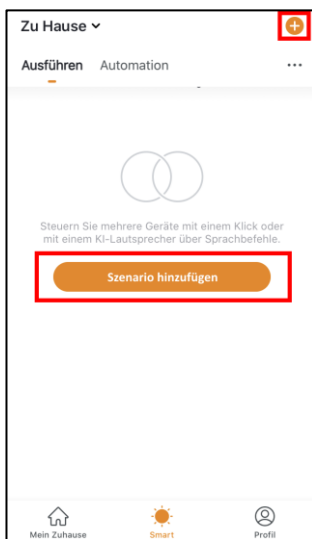 Zu Hause
Ausführen Automation
Steuern Sie mehrere Geräte mit einem Klick oder
mit einem KI-Lautsprecher über Sprachbefehle.
Szenario hinzufügen
Mein Zuhause Smart Profil